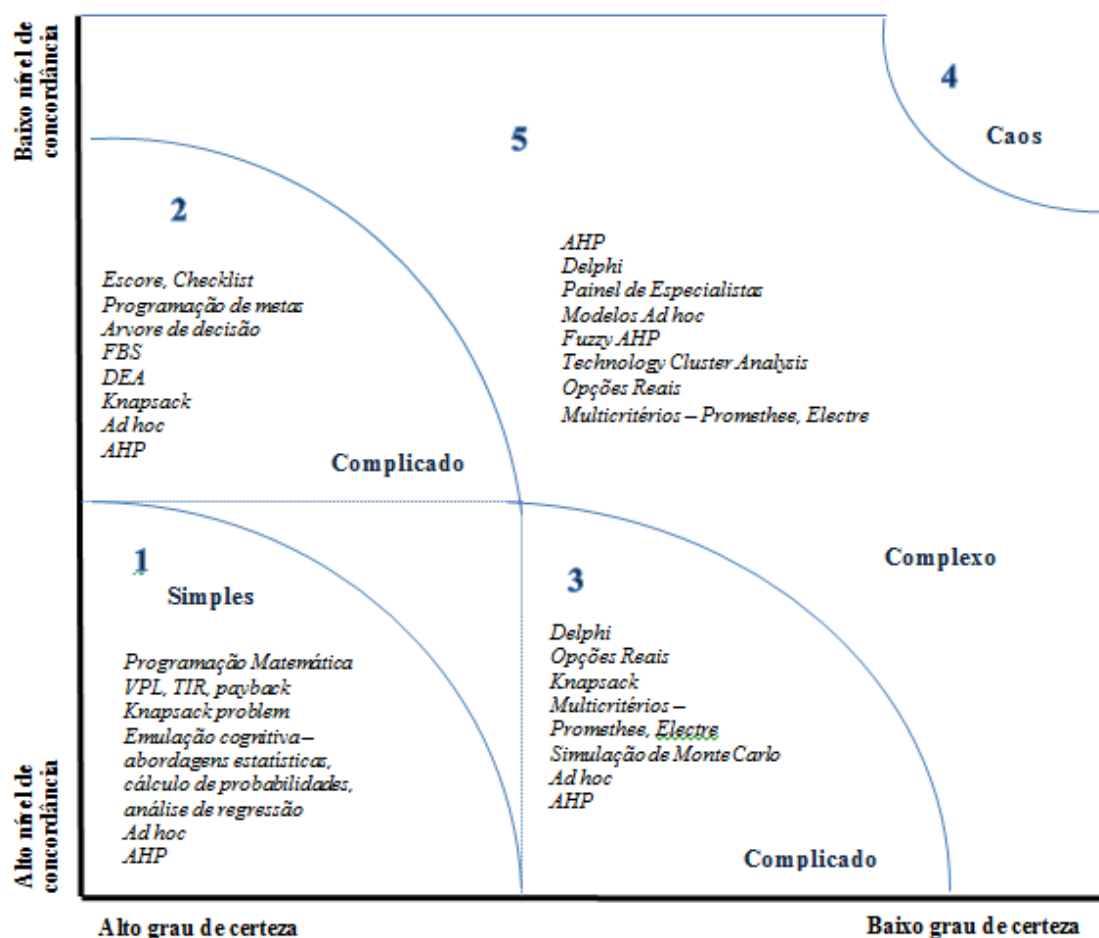 Baixo nível de
concordância
4
Caos
5
2
Escore, Checklist
Programação de metas
Arvore de decisão
FBS
DEA
Knapsack
Ad hoc
AHP
Complicado
AHP
Delphi
Painel de Especialistas
Modelos Ad hoc
Fuzzy AHP
Technology Cluster Analysis
Opções Reais
Multicritérios – Promethee, Electre
Complexo
1
Simples
Programação Matemática
VPL, TIR, payback
Knapsack problem
Emulação cognitiva –
abordagens estatísticas,
cálculo de probabilidades,
análise de regressão
Ad hoc
AHP
3
Delphi
Opções Reais
Knapsack
Multicritérios –
Promethee, Electre
Simulação de Monte Carlo
Ad hoc
AHP
Complicado
Alto nível de
concordância
Alto grau de certeza
Baixo grau de certeza